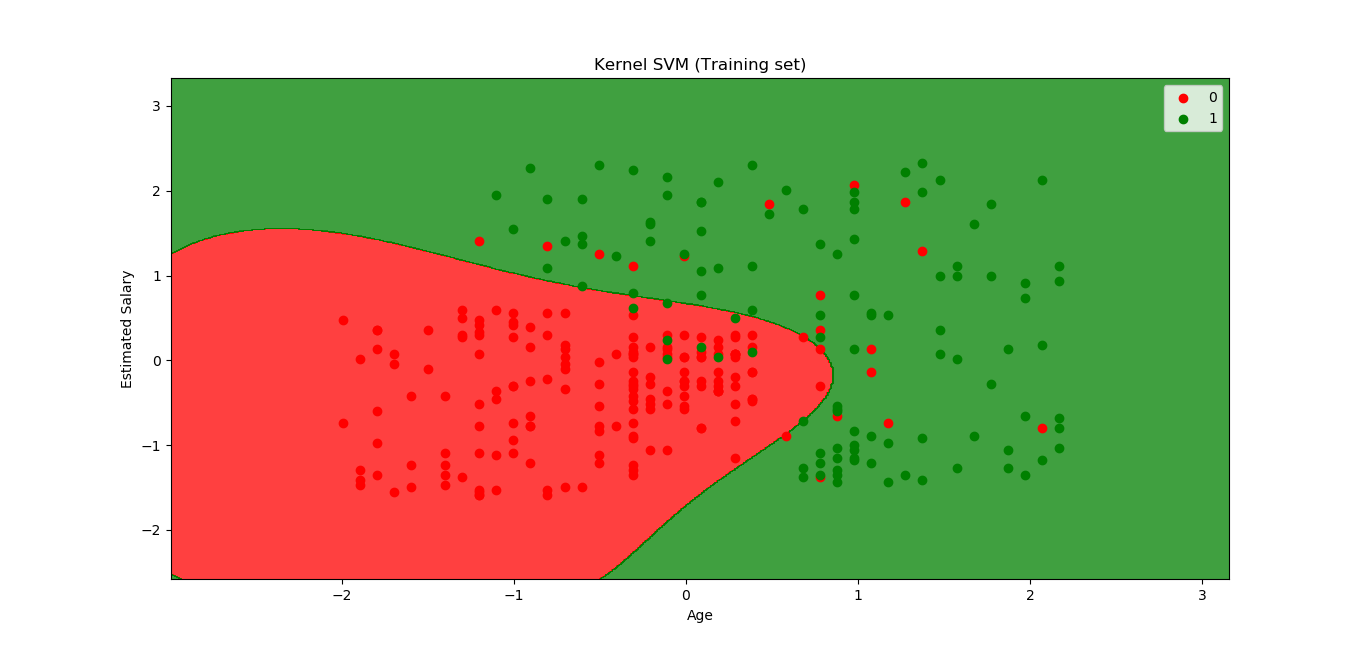 Kernel SVM (Training set)
0
1
3
2
1
0
−1
−2
Estimated Salary
−2 −1 0 1 2 3
Age